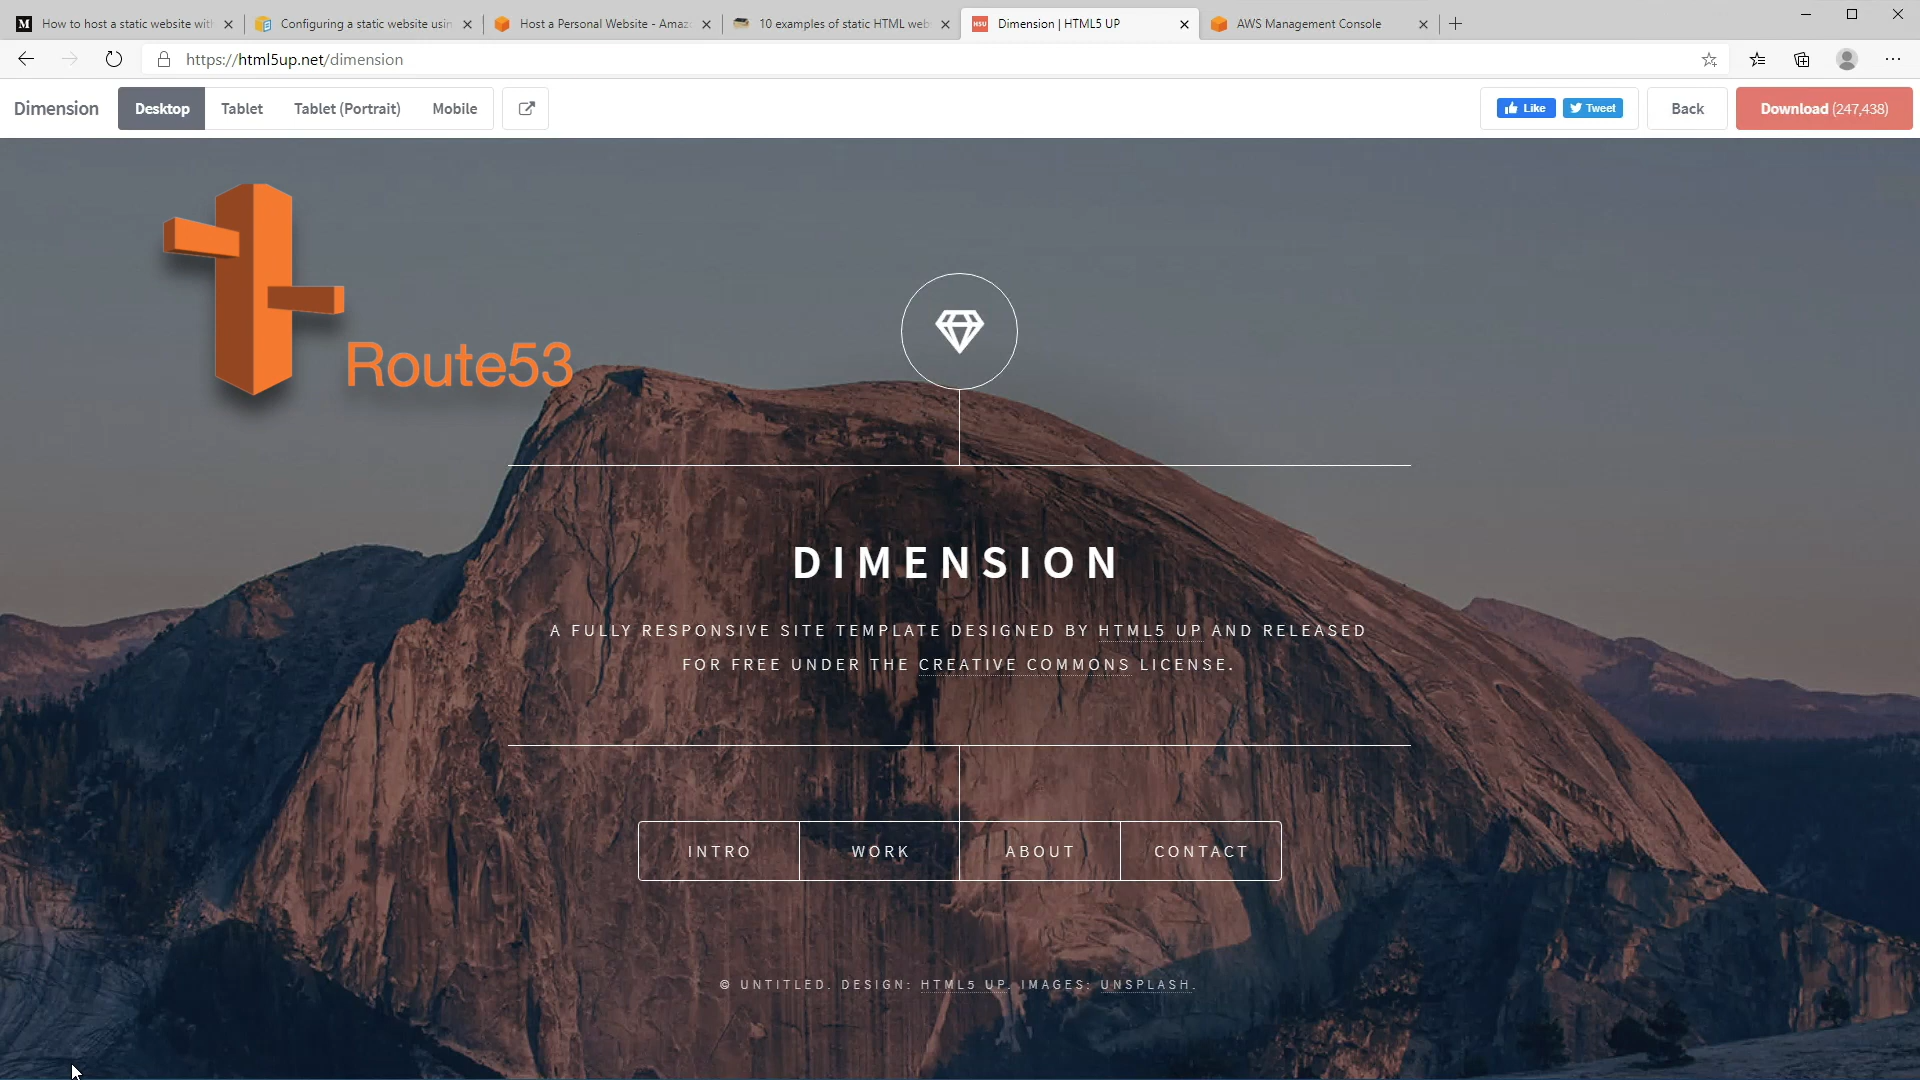 How to host a static website wit
Configuring a static website usin
Host a Personal Website - Amaz
10 examples of static HTML web
Dimension | HTML5 UP
AWS Management Console
https://html5up.net/dimension
Dimension
Desktop
Tablet
Tablet (Portrait)
Mobile
Like
Tweet
Back
Download (247,438)
Route53
DIMENSION
A FULLY RESPONSIVE SITE TEMPLATE DESIGNED BY HTML5 UP AND RELEASED
FOR FREE UNDER THE CREATIVE COMMONS LICENSE.
INTRO
WORK
ABOUT
CONTACT
© UNTITLED. DESIGN: HTML5 UP. IMAGES: UNSPLASH.